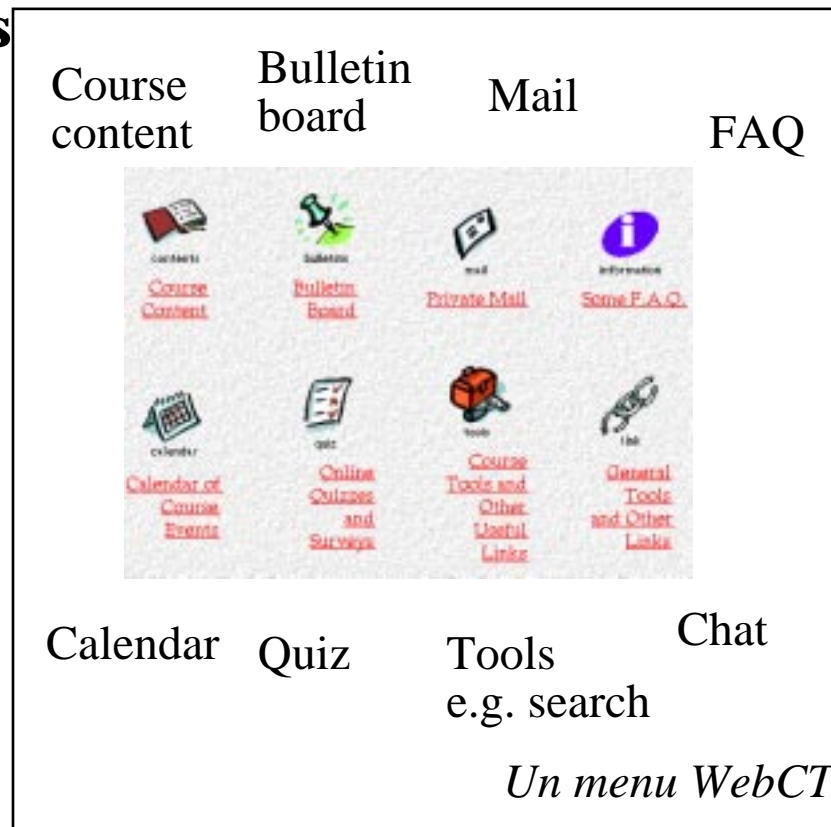 s
Course
content
Bulletin
board
Mail
FAQ
contents
bulletin
mail
information
Course
Content
Bulletin
Board
Private Mail
Some F.A.Q.
calendar
quiz
tools
link
Calendar of
Course
Events
Online
Quizzes
and
Surveys
Course
Tools and
Other
Useful
Links
General
Tools
and Other
Links
Calendar
Quiz
Tools
e.g. search
Chat
Un menu WebCT